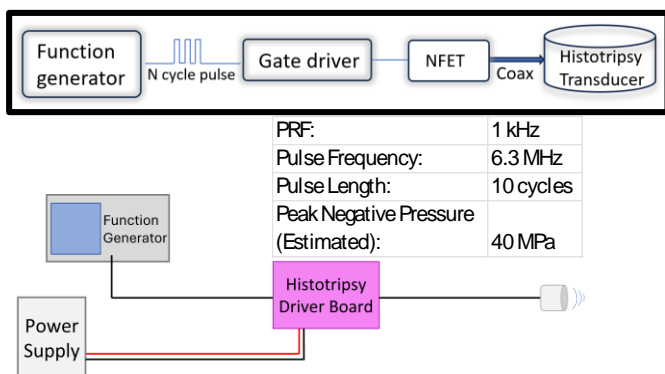 Function
generator
N cycle pulse
Gate driver
NFET
Coax
Histotripsy
Transducer
PRF: 1 kHz
Pulse Frequency: 6.3 MHz
Pulse Length: 10 cycles
Peak Negative Pressure
(Estimated): 40 MPa
Function
Generator
Histotripsy
Driver Board
Power
Supply